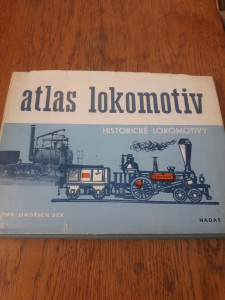 atlas lokomotiv
HISTORICKÉ LOKOMOTIVY
ING. JINDŘICH BEK
NADAS